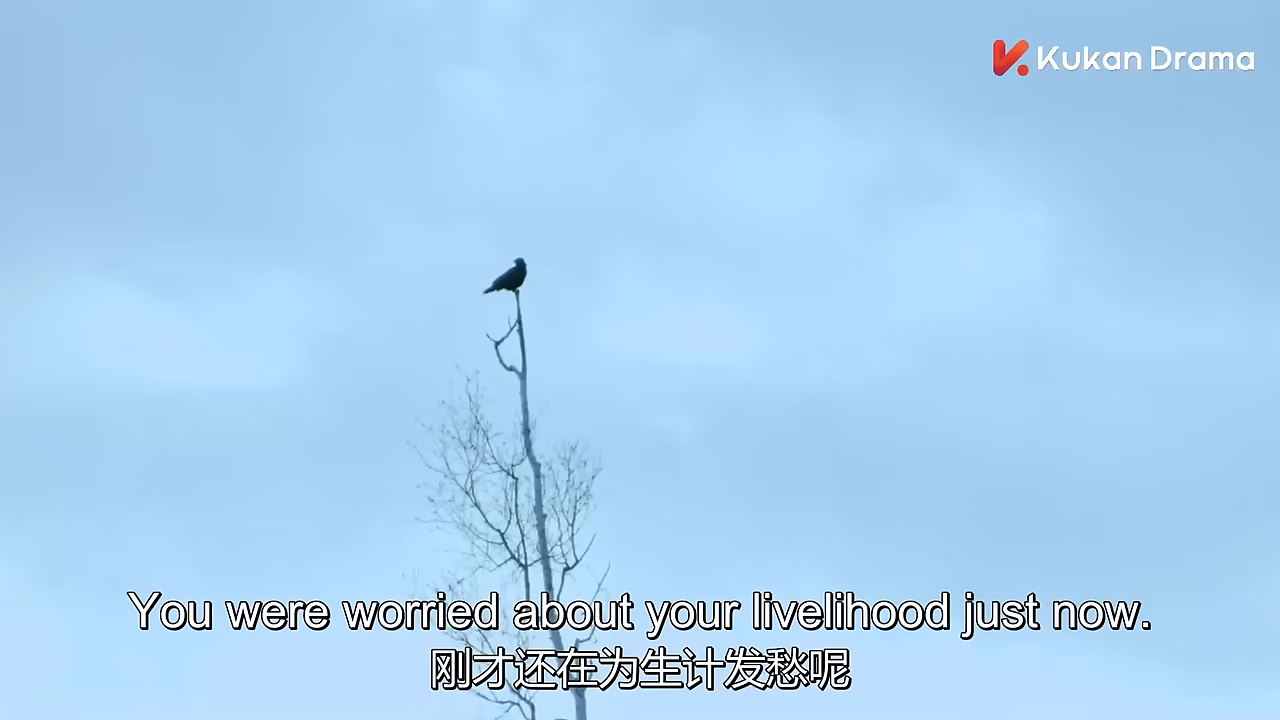 Kukan Drama
You were worried about your livelihood just now.
刚才还在为生计发愁呢